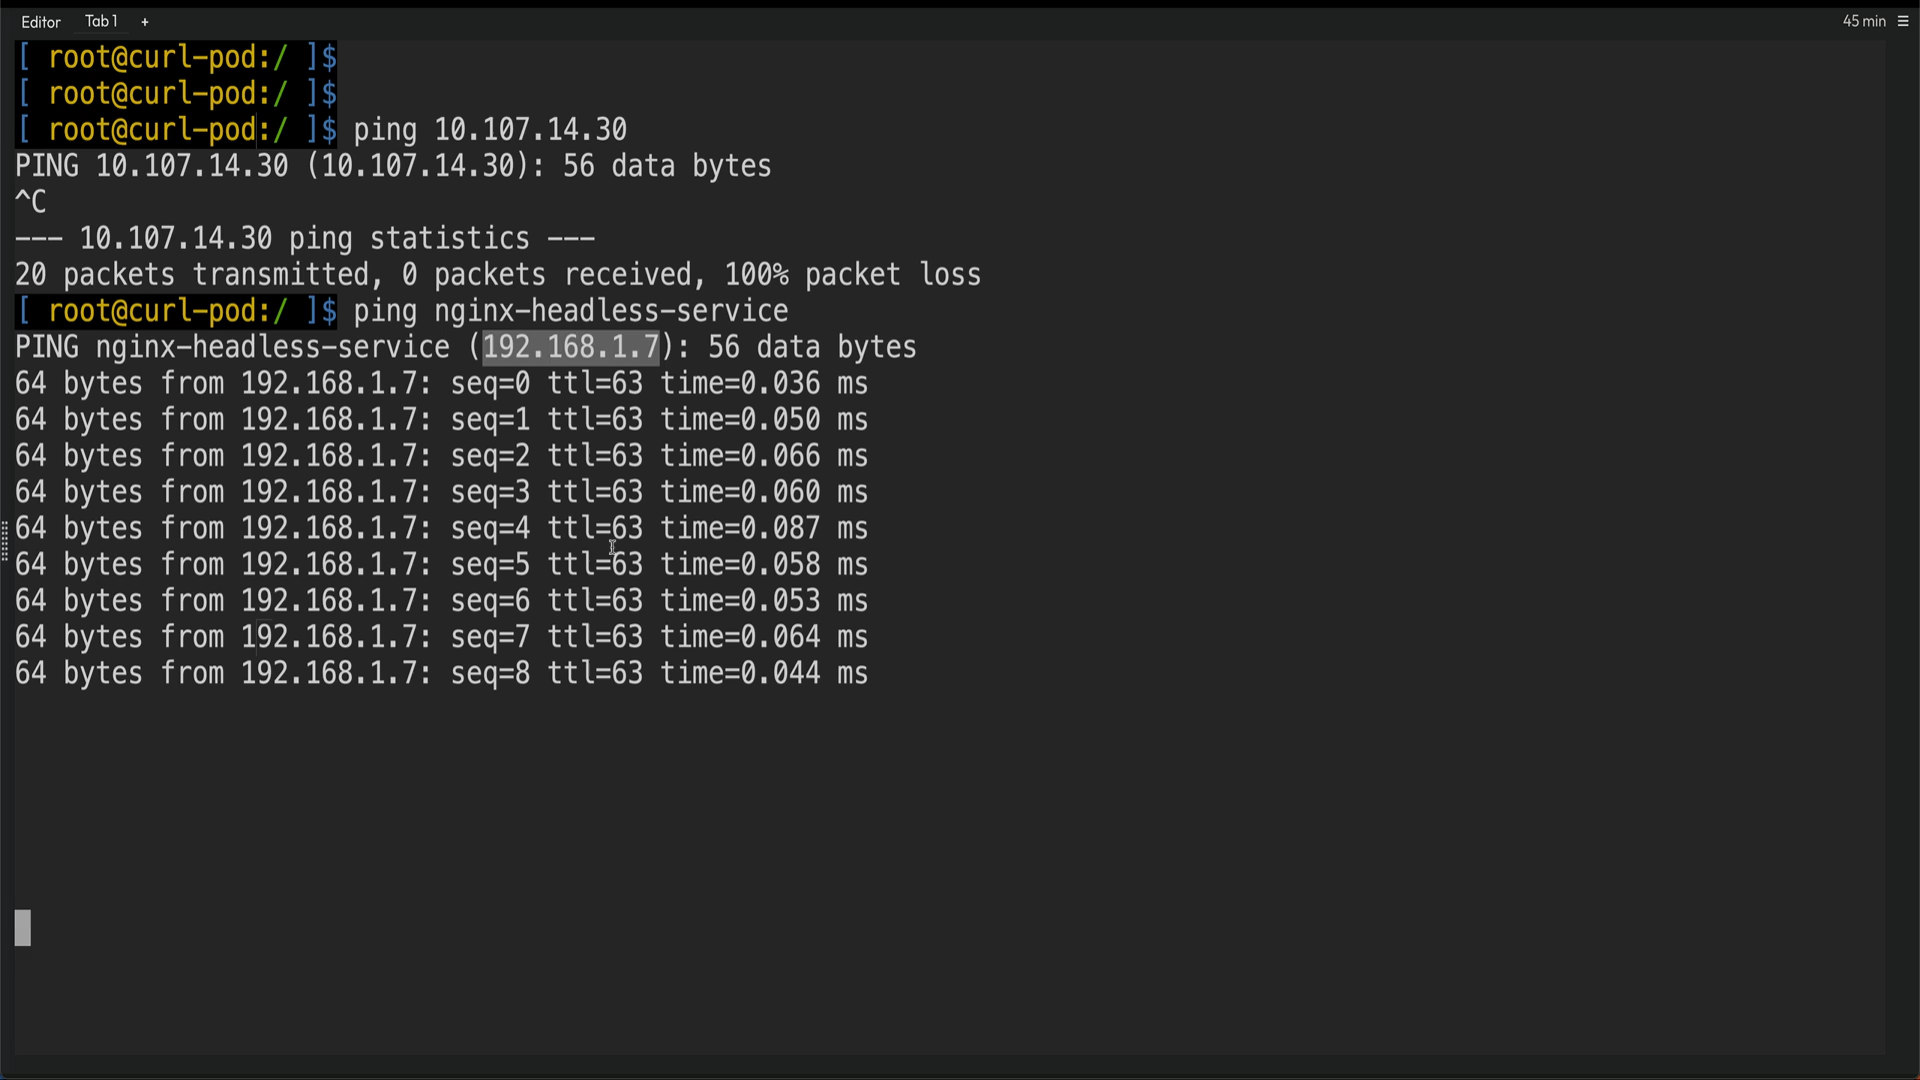 Editor Tab 1 + 45 min ☰
[ root@curl-pod:/ ]$
[ root@curl-pod:/ ]$
[ root@curl-pod:/ ]$ ping 10.107.14.30
PING 10.107.14.30 (10.107.14.30): 56 data bytes
^C
--- 10.107.14.30 ping statistics ---
20 packets transmitted, 0 packets received, 100% packet loss
[ root@curl-pod:/ ]$ ping nginx-headless-service
PING nginx-headless-service (192.168.1.7): 56 data bytes
64 bytes from 192.168.1.7: seq=0 ttl=63 time=0.036 ms
64 bytes from 192.168.1.7: seq=1 ttl=63 time=0.050 ms
64 bytes from 192.168.1.7: seq=2 ttl=63 time=0.066 ms
64 bytes from 192.168.1.7: seq=3 ttl=63 time=0.060 ms
64 bytes from 192.168.1.7: seq=4 ttl=63 time=0.087 ms
64 bytes from 192.168.1.7: seq=5 ttl=63 time=0.058 ms
64 bytes from 192.168.1.7: seq=6 ttl=63 time=0.053 ms
64 bytes from 192.168.1.7: seq=7 ttl=63 time=0.064 ms
64 bytes from 192.168.1.7: seq=8 ttl=63 time=0.044 ms